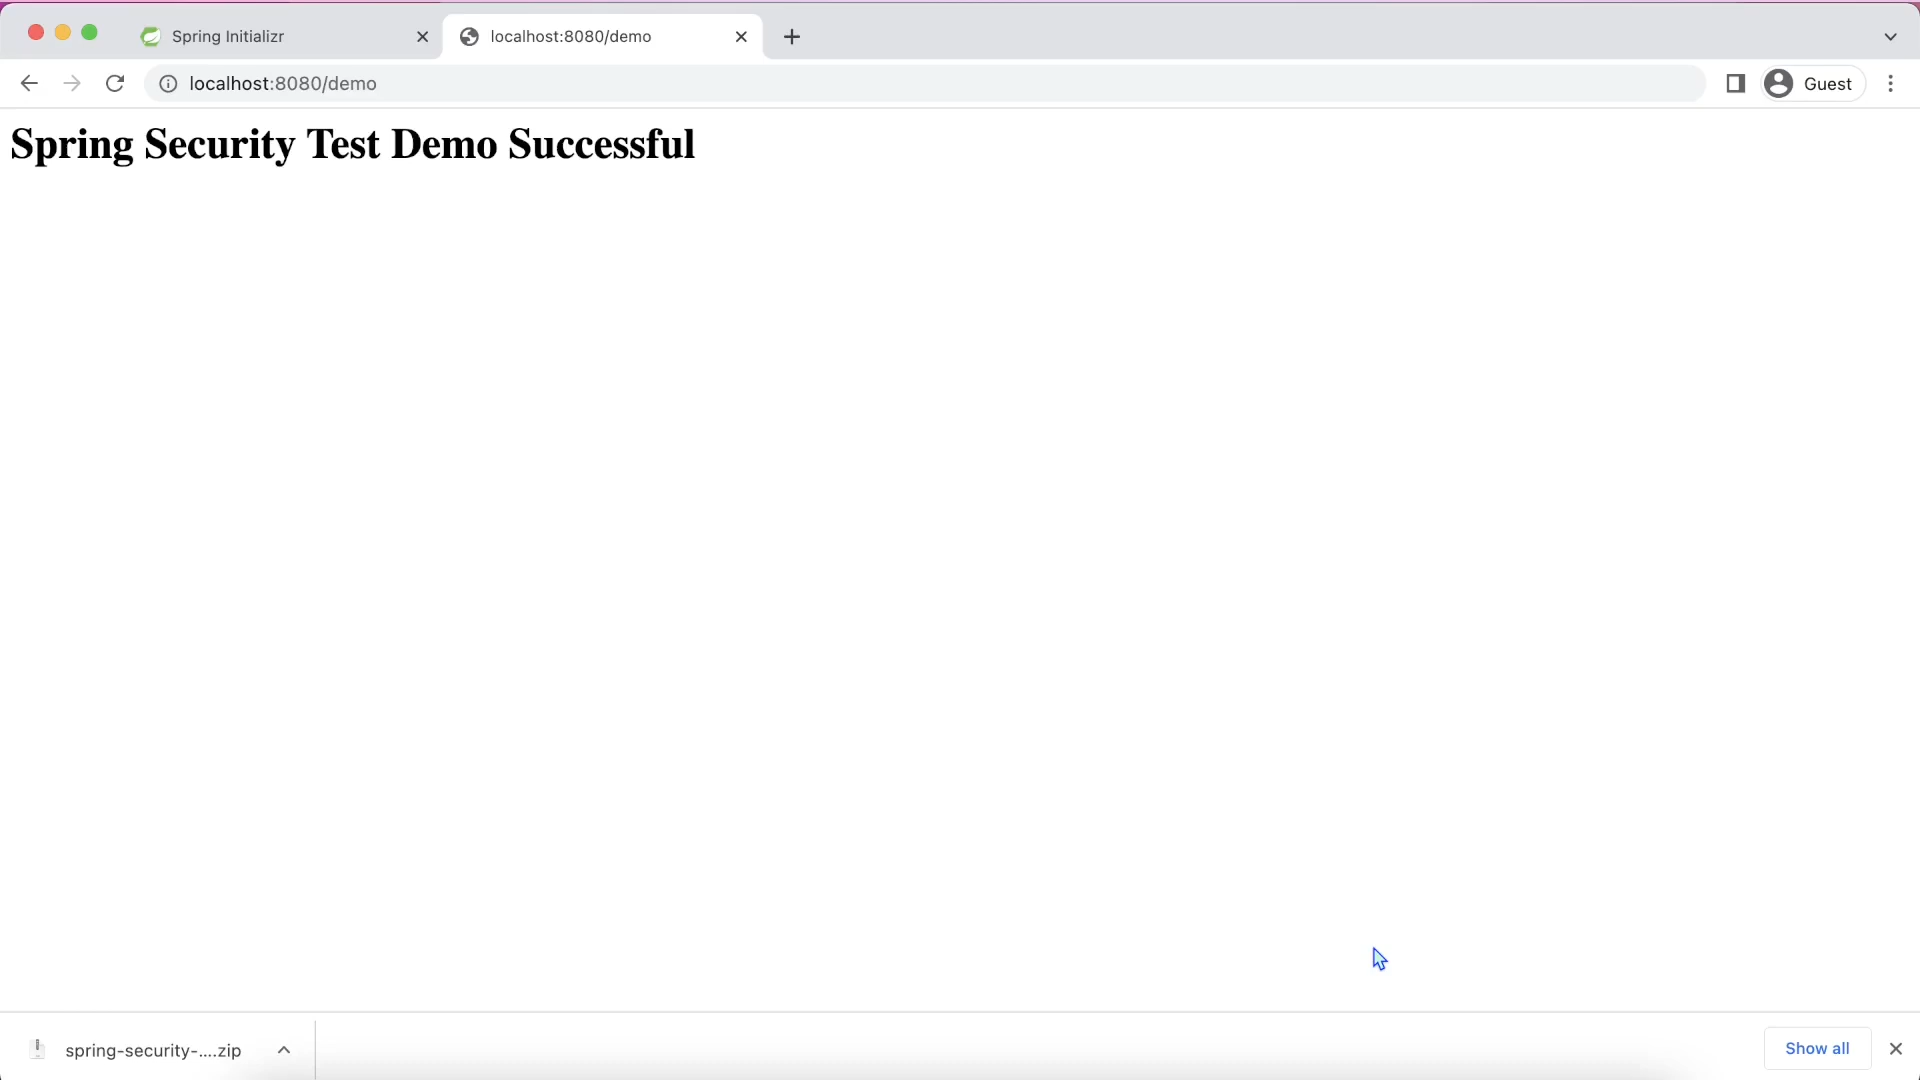 Spring Initializr
localhost:8080/demo
localhost:8080/demo
Guest
Spring Security Test Demo Successful
spring-security-....zip
Show all